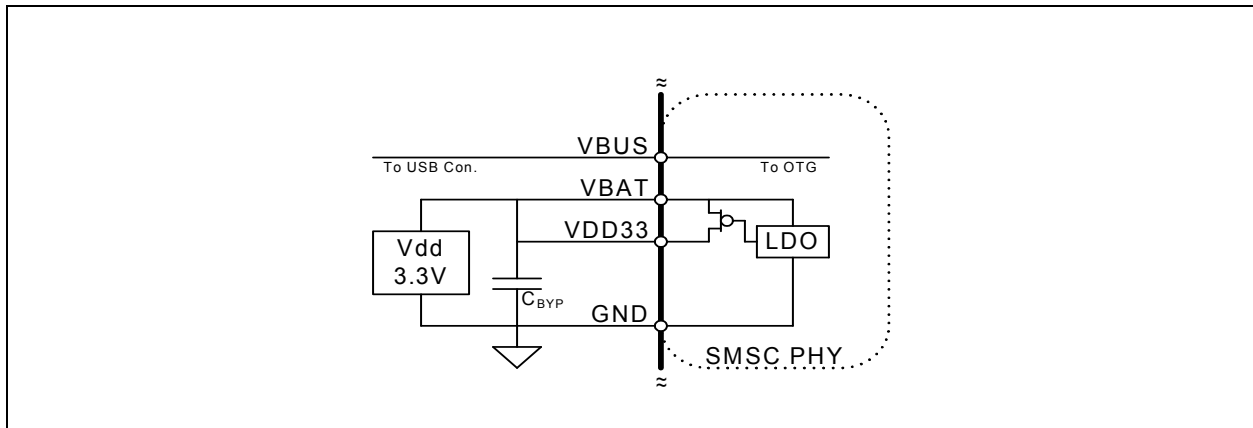 ≈
VBUS
To USB Con.
To OTG
VBAT
VDD33
Vdd
3.3V
LDO
CBYP
GND
SMSC PHY
≈